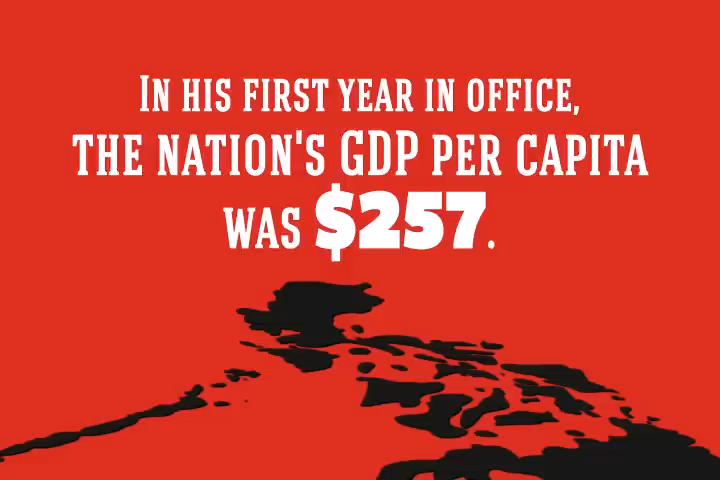 In his first year in office,
the nation's GDP per capita
was $257.